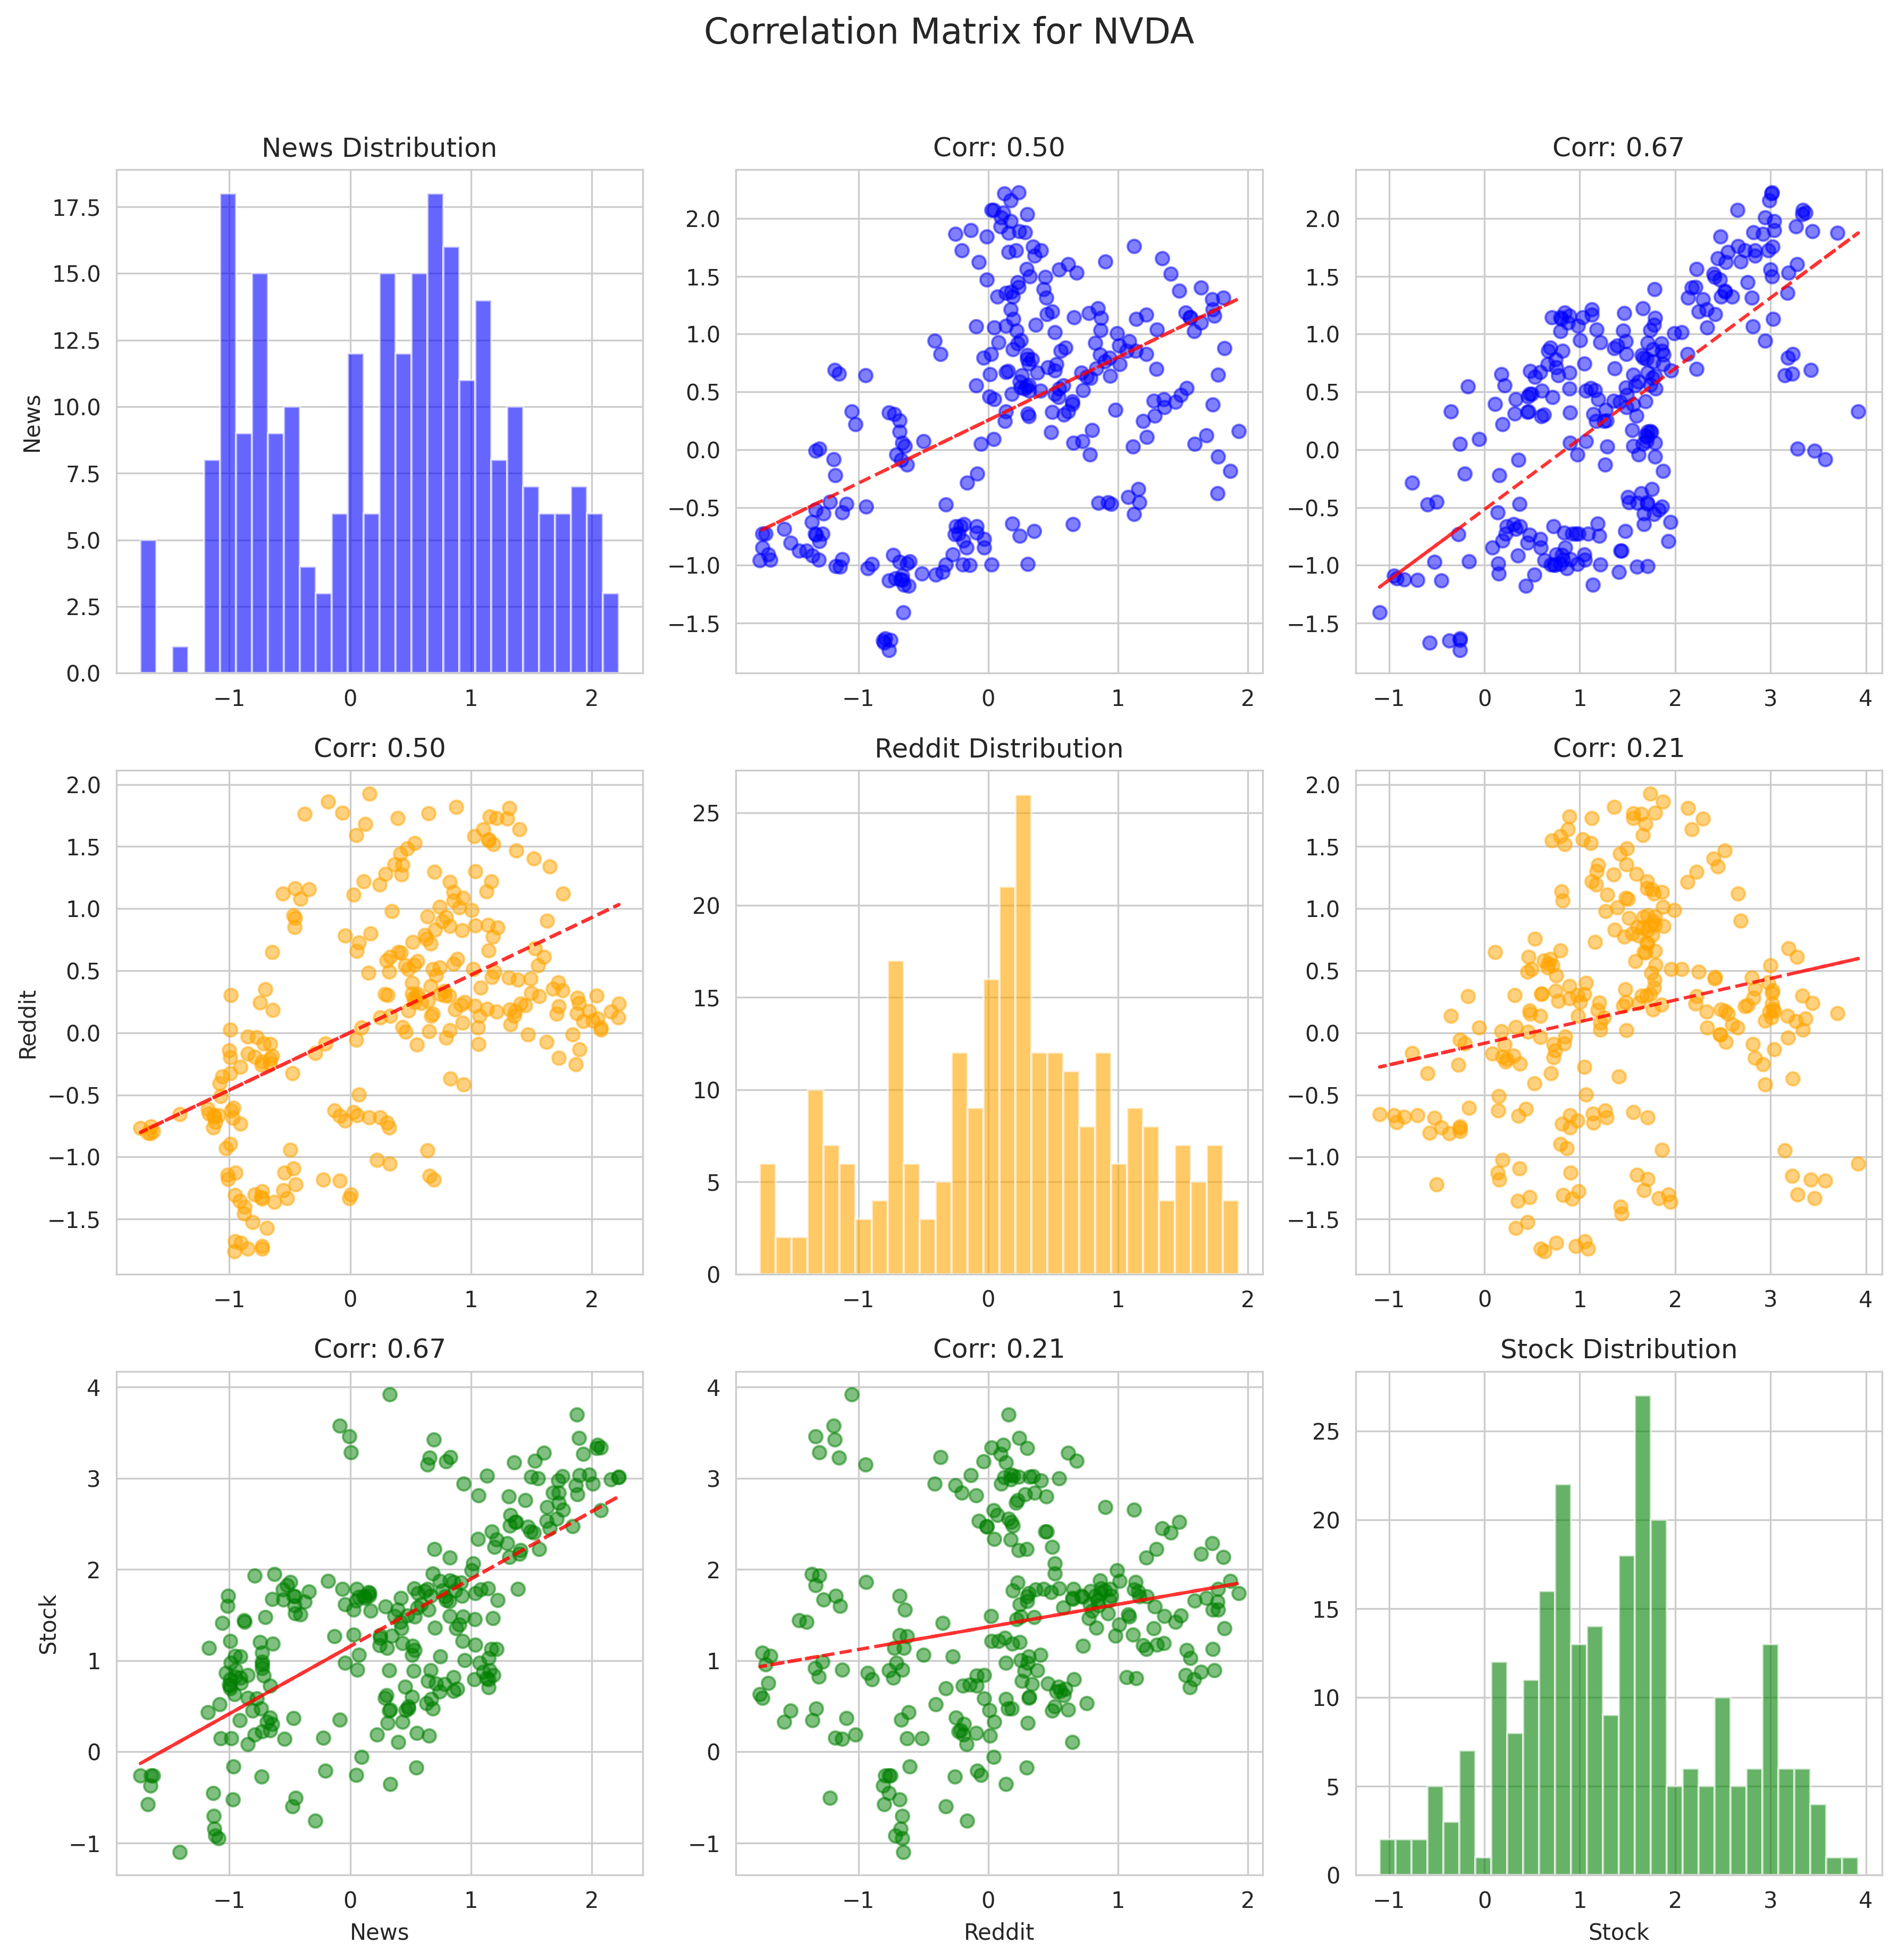 Correlation Matrix for NVDA
News Distribution
Corr: 0.50
Corr: 0.67
News
17.5
15.0
12.5
10.0
7.5
5.0
2.5
0.0
−1 0 1 2
2.0
1.5
1.0
0.5
0.0
−0.5
−1.0
−1.5
−1 0 1 2
2.0
1.5
1.0
0.5
0.0
−0.5
−1.0
−1.5
−1 0 1 2 3 4
Corr: 0.50
Reddit Distribution
Corr: 0.21
Reddit
2.0
1.5
1.0
0.5
0.0
−0.5
−1.0
−1.5
−1 0 1 2
25
20
15
10
5
0
−1 0 1 2
2.0
1.5
1.0
0.5
0.0
−0.5
−1.0
−1.5
−1 0 1 2 3 4
Corr: 0.67
Corr: 0.21
Stock Distribution
Stock
4
3
2
1
0
−1
−1 0 1 2
News
4
3
2
1
0
−1
−1 0 1 2
Reddit
25
20
15
10
5
0
−1 0 1 2 3 4
Stock